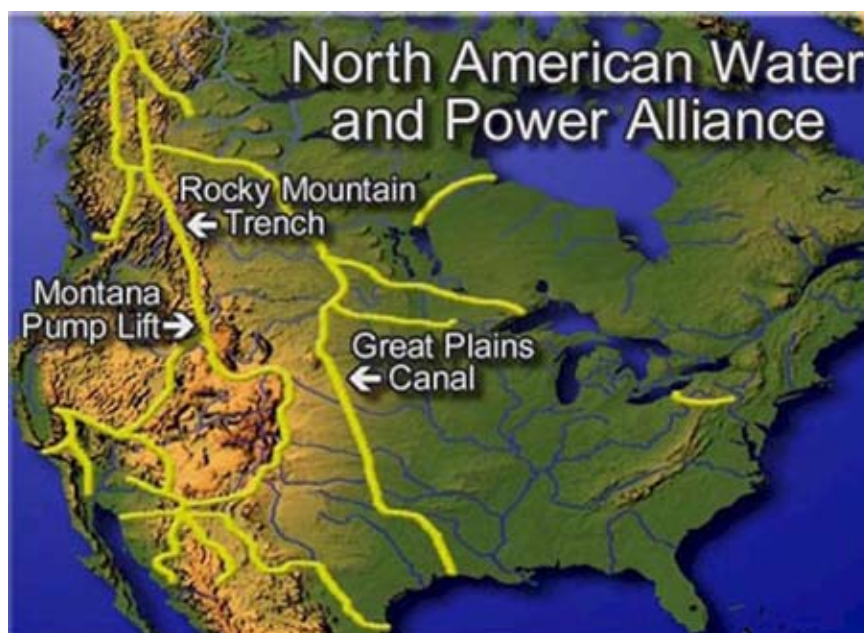 North American Water
and Power Alliance
Rocky Mountain
Trench
Montana
Pump Lift
Great Plains
Canal